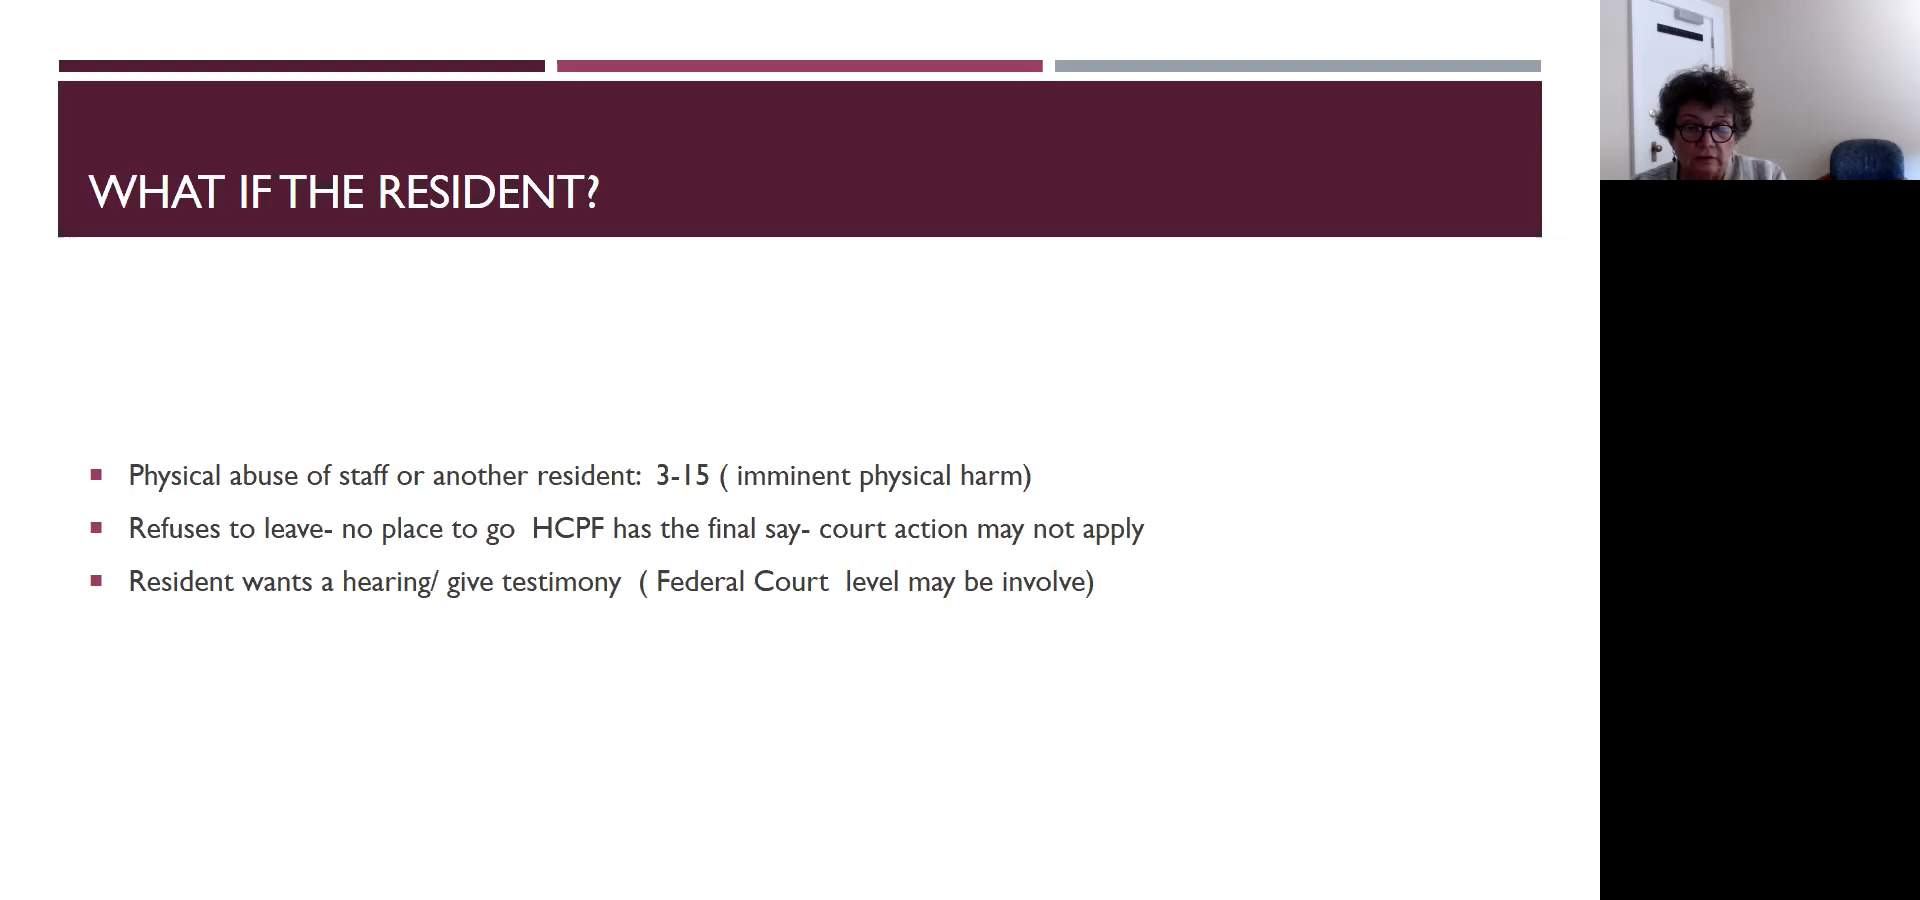 WHAT IF THE RESIDENT?
Physical abuse of staff or another resident: 3-15 ( imminent physical harm)
Refuses to leave- no place to go HCPF has the final say- court action may not apply
Resident wants a hearing/ give testimony ( Federal Court level may be involve)